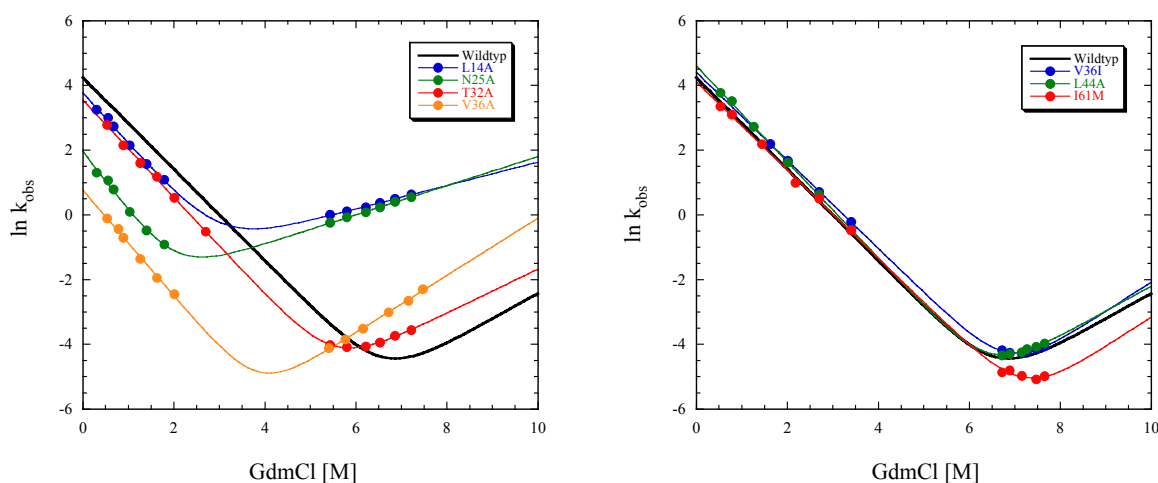 6
4
2
0
-2
-4
-6
ln k obs
Wildtyp
L14A
N25A
T32A
V36A
0 2 4 6 8 10
GdmCl [M]
6
4
2
0
-2
-4
-6
ln k obs
Wildtyp
V36I
L44A
I61M
0 2 4 6 8 10
GdmCl [M]